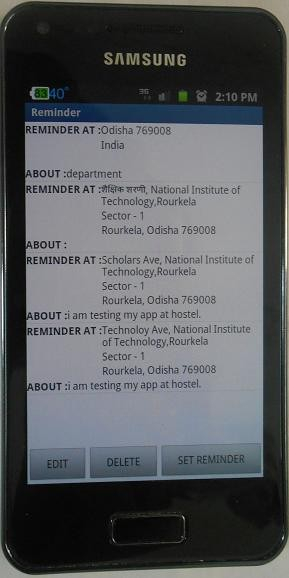 SAMSUNG
83 40° 3G 2:10 PM
Reminder
REMINDER AT :Odisha 769008
India
ABOUT :department
REMINDER AT :शैक्षिक शरणी, National Institute of
Technology,Rourkela
Sector - 1
Rourkela, Odisha 769008
ABOUT :
REMINDER AT :Scholars Ave, National Institute of
Technology,Rourkela
Sector - 1
Rourkela, Odisha 769008
ABOUT :i am testing my app at hostel.
REMINDER AT :Technoloy Ave, National Institute
of Technology,Rourkela
Sector - 1
Rourkela, Odisha 769008
ABOUT :i am testing my app at hostel.
EDIT DELETE SET REMINDER